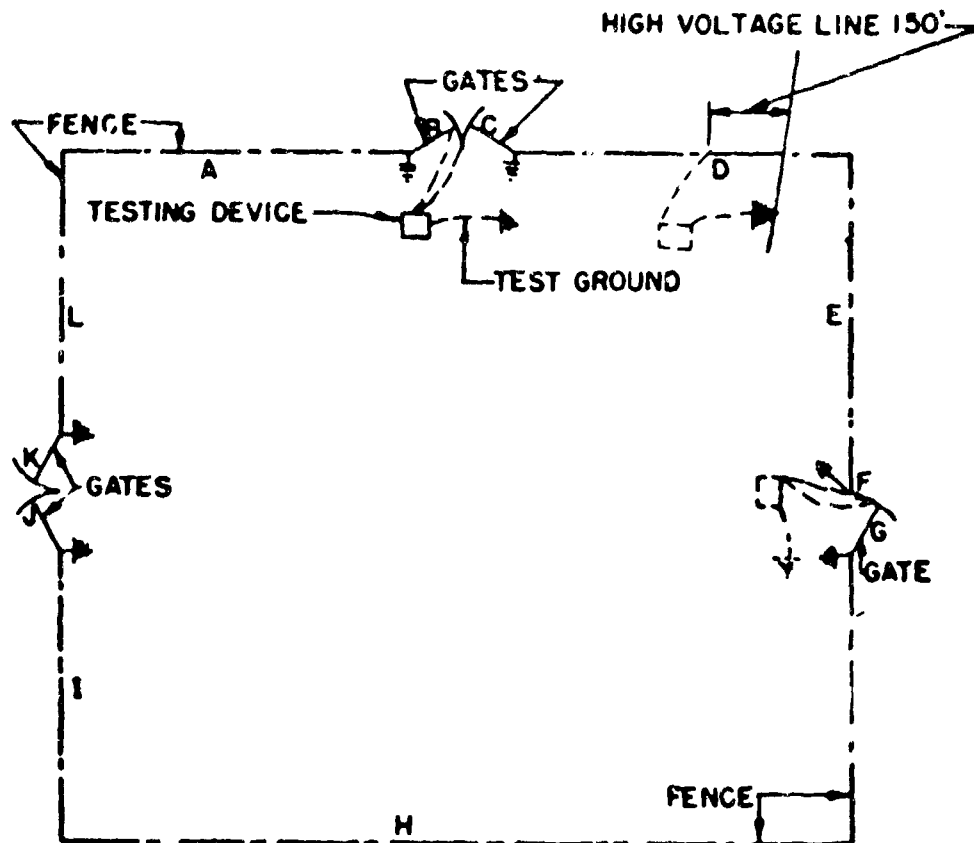 HIGH VOLTAGE LINE 150'
GATES
FENCE
B
C
A
D
TESTING DEVICE
TEST GROUND
L
E
K
GATES
F
J
G
GATE
I
FENCE
H